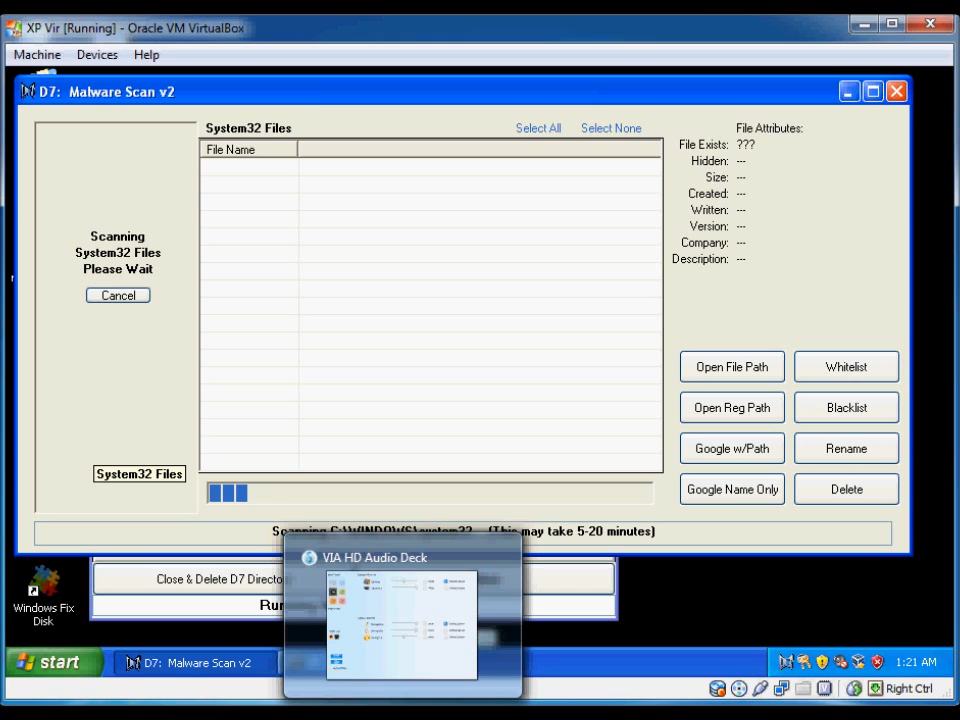 XP Vir [Running] - Oracle VM VirtualBox
Machine Devices Help
D7: Malware Scan v2
System32 Files
Select All
Select None
File Attributes:
File Name
File Exists: ???
Hidden: ---
Size: ---
Created: ---
Written: ---
Version: ---
Company: ---
Description: ---
Scanning
System32 Files
Please Wait
Cancel
Open File Path
Whitelist
Open Reg Path
Blacklist
Google w/Path
Rename
Google Name Only
Delete
System32 Files
Scanning C:\WINDOWS\system32 (This may take 5-20 minutes)
VIA HD Audio Deck
Close & Delete D7 Directo
Run
Windows Fix
Disk
start
D7: Malware Scan v2
1:21 AM
Right Ctrl